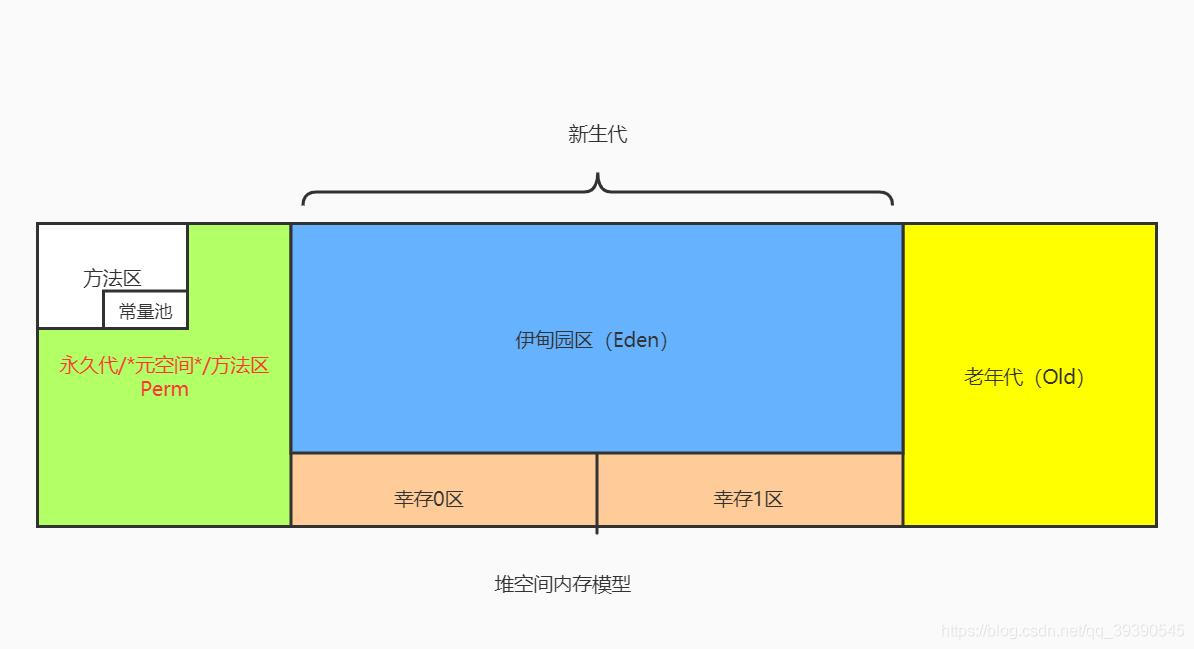 新生代
方法区
常量池
永久代/*元空间*/方法区
Perm
伊甸园区（Eden）
老年代（Old）
幸存0区
幸存1区
堆空间内存模型
https://blog.csdn.net/qq_39390545